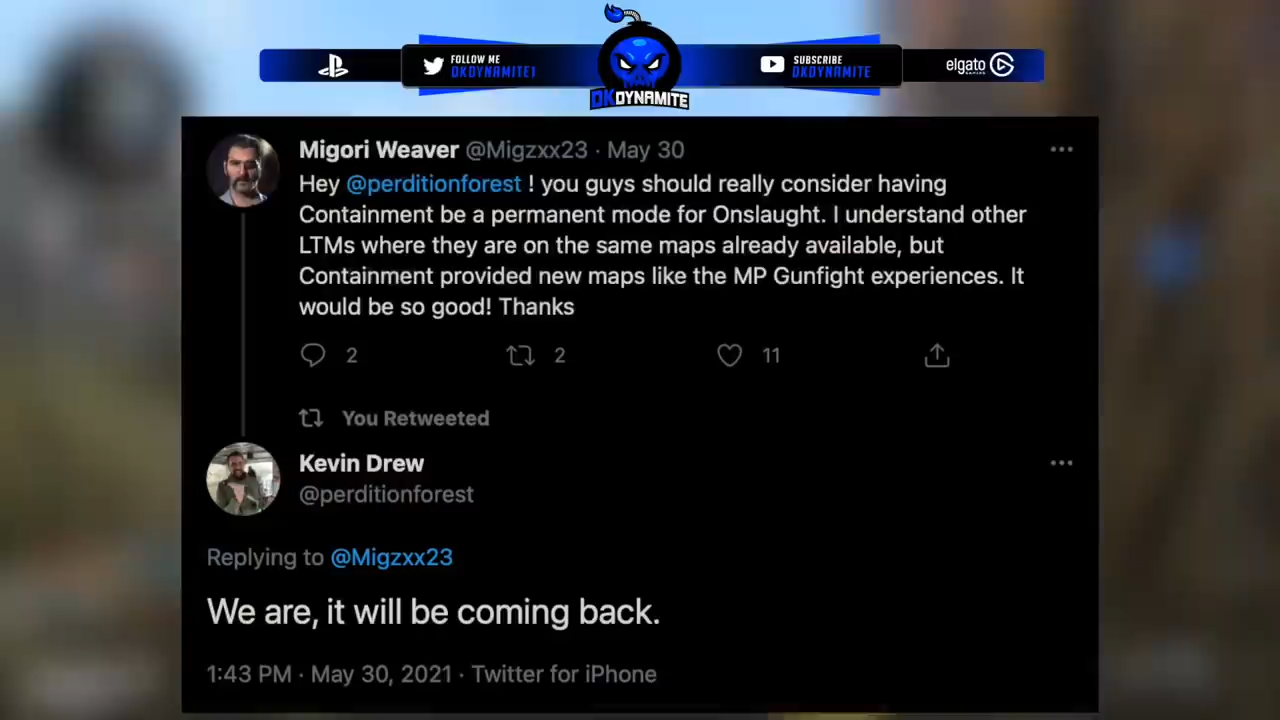 FOLLOW ME
DKDYNAMITE1
SUBSCRIBE
DKDYNAMITE
elgato
GAMING
DKDYNAMITE
Migori Weaver @Migzxx23 · May 30
Hey @perditionforest ! you guys should really consider having
Containment be a permanent mode for Onslaught. I understand other
LTMs where they are on the same maps already available, but
Containment provided new maps like the MP Gunfight experiences. It
would be so good! Thanks
2 2 11
You Retweeted
Kevin Drew
@perditionforest
Replying to @Migzxx23
We are, it will be coming back.
1:43 PM · May 30, 2021 · Twitter for iPhone